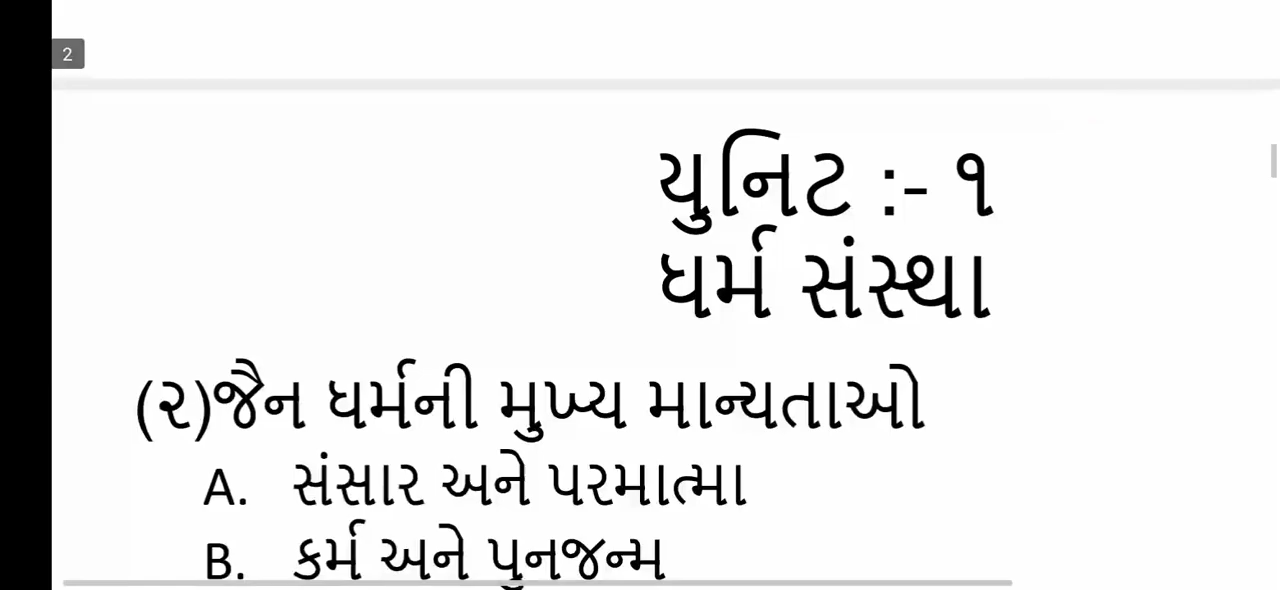 2
યુનિટ :- ૧
ધર્મ સંસ્થા
(૨)જૈન ધર્મની મુખ્ય માન્યતાઓ
A. સંસાર અને પરમાત્મા
B. કર્મ અને પુનજન્મ